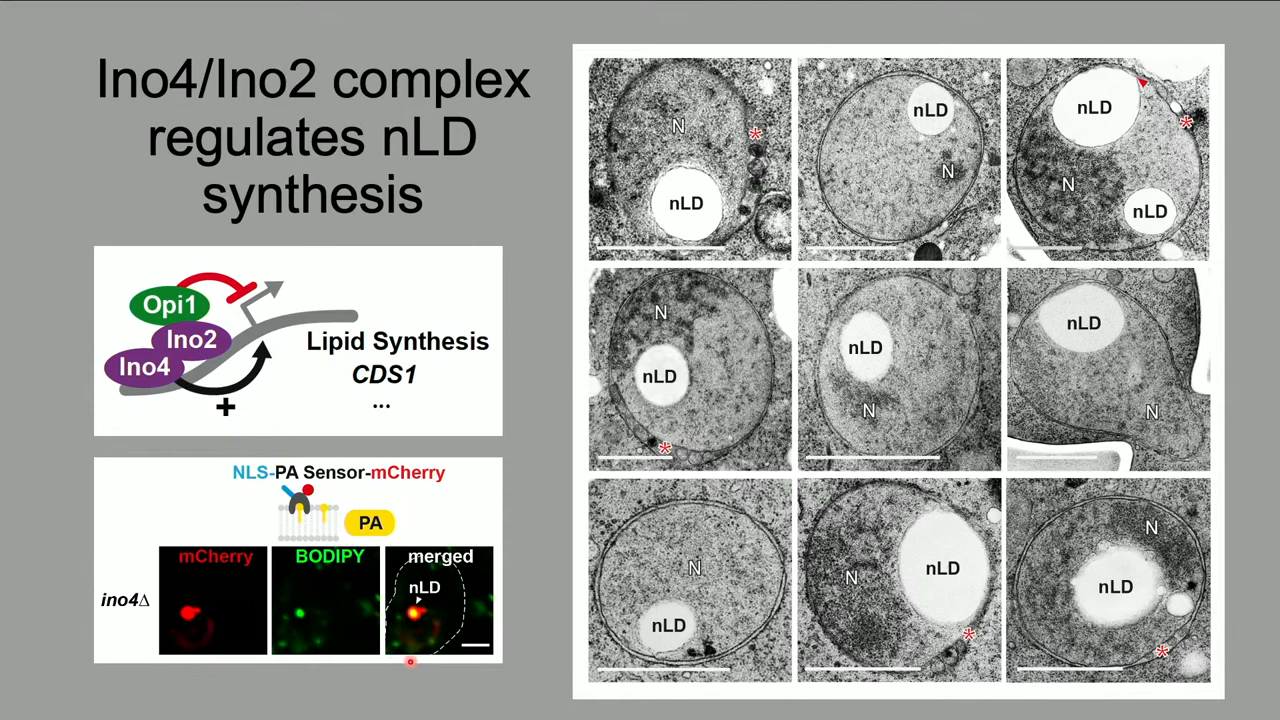 Ino4/Ino2 complex
regulates nLD
synthesis
Opi1
Ino2
Ino4
+
Lipid Synthesis
CDS1
...
NLS-PA Sensor-mCherry
PA
mCherry
BODIPY
merged
nLD
ino4Δ
N
*
nLD
nLD
N
nLD
*
N
nLD
N
nLD
*
nLD
N
nLD
N
N
nLD
N
nLD
*
N
nLD
*